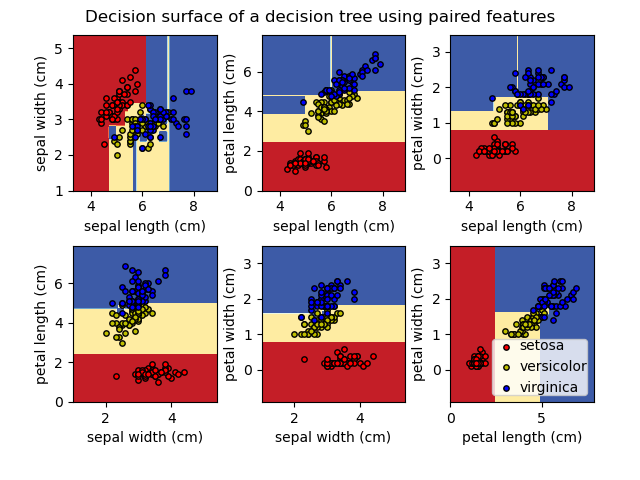 Decision surface of a decision tree using paired features
sepal width (cm)
5
4
3
2
1
4 6 8
sepal length (cm)
petal length (cm)
6
4
2
0
4 6 8
sepal length (cm)
petal width (cm)
3
2
1
0
4 6 8
sepal length (cm)
petal length (cm)
6
4
2
0
2 4
sepal width (cm)
petal width (cm)
3
2
1
0
2 4
sepal width (cm)
petal width (cm)
3
2
1
0
0 5
petal length (cm)
setosa
versicolor
virginica